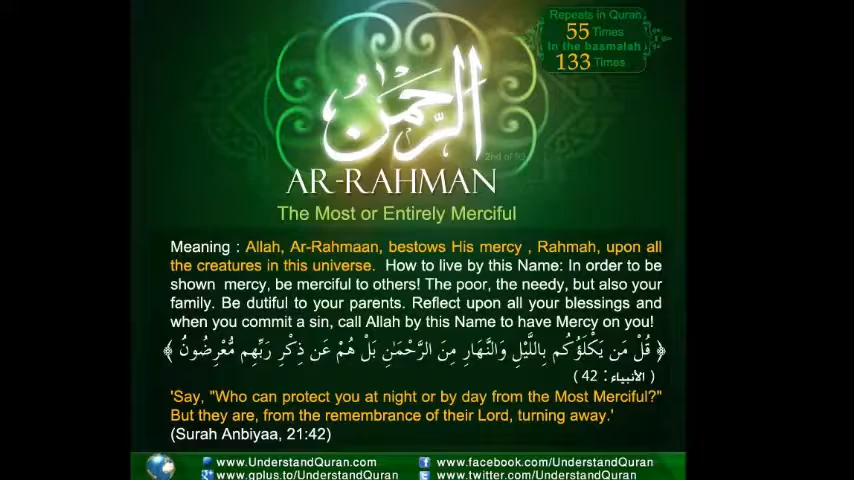 Repeats in Quran
55 Times
In the basmalah
133 Times
الرَّحْمَٰن
2nd of 99
AR-RAHMAN
The Most or Entirely Merciful
Meaning : Allah, Ar-Rahmaan, bestows His mercy , Rahmah, upon all
the creatures in this universe. How to live by this Name: In order to be
shown mercy, be merciful to others! The poor, the needy, but also your
family. Be dutiful to your parents. Reflect upon all your blessings and
when you commit a sin, call Allah by this Name to have Mercy on you!
﴿ قُلْ مَن يَكْلَؤُكُم بِاللَّيْلِ وَالنَّهَارِ مِنَ الرَّحْمَٰنِ بَلْ هُمْ عَن ذِكْرِ رَبِّهِم مُّعْرِضُونَ ﴾
( الأنبياء : 42 )
'Say, "Who can protect you at night or by day from the Most Merciful?"
But they are, from the remembrance of their Lord, turning away.'
(Surah Anbiyaa, 21:42)
www.UnderstandQuran.com www.facebook.com/UnderstandQuran
www.gplus.to/UnderstandQuran www.twitter.com/UnderstandQuran